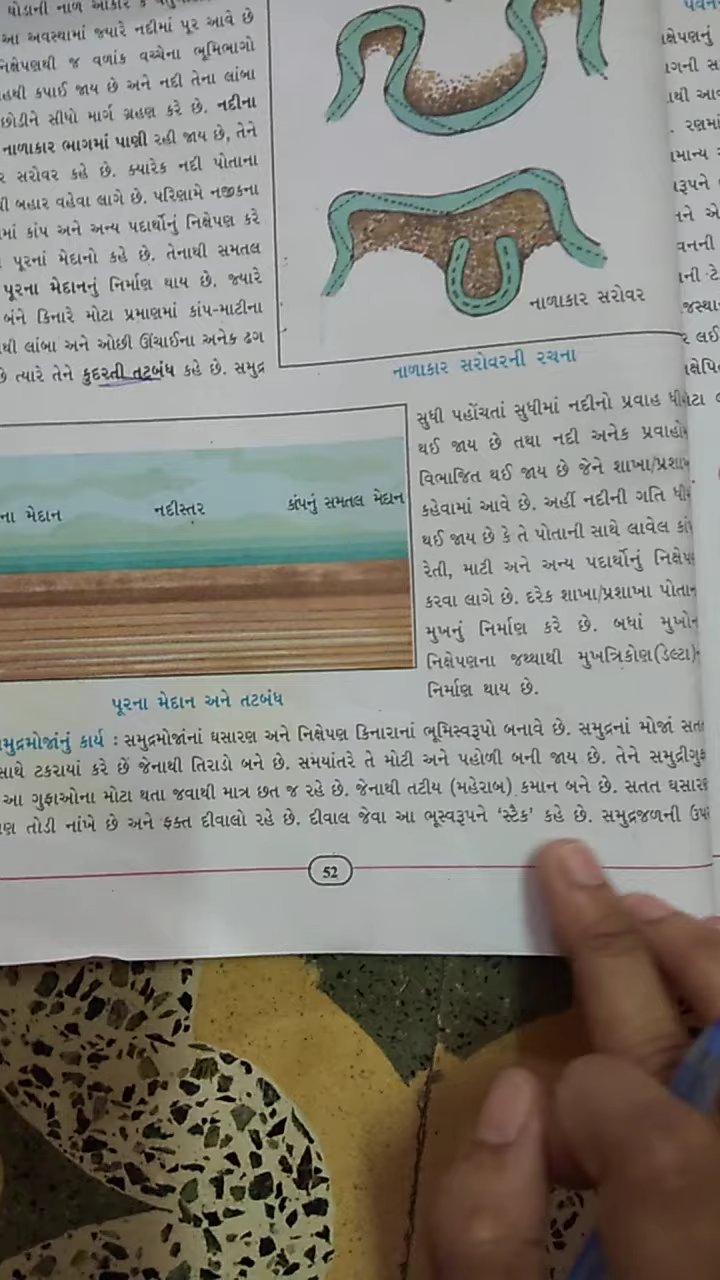 ઘોડાની નાળ આકાર
આ અવસ્થામાં જ્યારે નદીમાં પૂર આવે છે
નિક્ષેપણથી જ વળાંક વચ્ચેના ભૂમિભાગો
કપાઈ જાય છે અને નદી તેના લાંબા
છોડીને સીધો માર્ગ ગ્રહણ કરે છે. નદીના
નાળાકાર ભાગમાં પાણી રહી જાય છે, તેને
સરોવર કહે છે. ક્યારેક નદી પોતાના
બહાર વહેવા લાગે છે. પરિણામે નજીકના
કાંપ અને અન્ય પદાર્થોનું નિક્ષેપણ કરે
પૂરનાં મેદાનો કહે છે. તેનાથી સમતલ
પૂરના મેદાનનું નિર્માણ થાય છે. જ્યારે
બંને કિનારે મોટા પ્રમાણમાં કાંપ-માટીના
લાંબા અને ઓછી ઊંચાઈના અનેક ઢગ
છે ત્યારે તેને કુદરતી તટબંધ કહે છે. સમુદ્ર
નાળાકાર સરોવર
નાળાકાર સરોવરની રચના
મેદાન
નદીસ્તર
કાંપનું સમતલ મેદાન
પૂરના મેદાન અને તટબંધ
સુધી પહોંચતાં સુધીમાં નદીનો પ્રવાહ
થઈ જાય છે તથા નદી અનેક
વિભાજિત થઈ જાય છે જેને
કહેવામાં આવે છે. અહીં નદીની ગતિ
થઈ જાય છે કે તે પોતાની સાથે લાવેલ
રેતી, માટી અને અન્ય પદાર્થોનું
કરવા લાગે છે. દરેક શાખા/પ્રશાખા
મુખનું નિર્માણ કરે છે. બધાં
નિક્ષેપણના જથ્થાથી મુખત્રિકોણ(ડેલ્ટા)
નિર્માણ થાય છે.
કાર્ય : સમુદ્રમોજાંનાં ઘસારણ અને નિક્ષેપણ કિનારાનાં ભૂમિસ્વરૂપો બનાવે છે. સમુદ્રનાં મોજાં
સાથે ટકરાયાં કરે છે જેનાથી તિરાડો બને છે. સમયાંતરે તે મોટી અને પહોળી બની જાય છે. તેને
આ ગુફાઓના મોટા થતા જવાથી માત્ર છત જ રહે છે. જેનાથી તટીય (મહેરાબ) કમાન બને છે. સતત
તોડી નાંખે છે અને ફક્ત દીવાલો રહે છે. દીવાલ જેવા આ ભૂસ્વરૂપને ‘સ્ટૅક’ કહે છે. સમુદ્રજળની
52